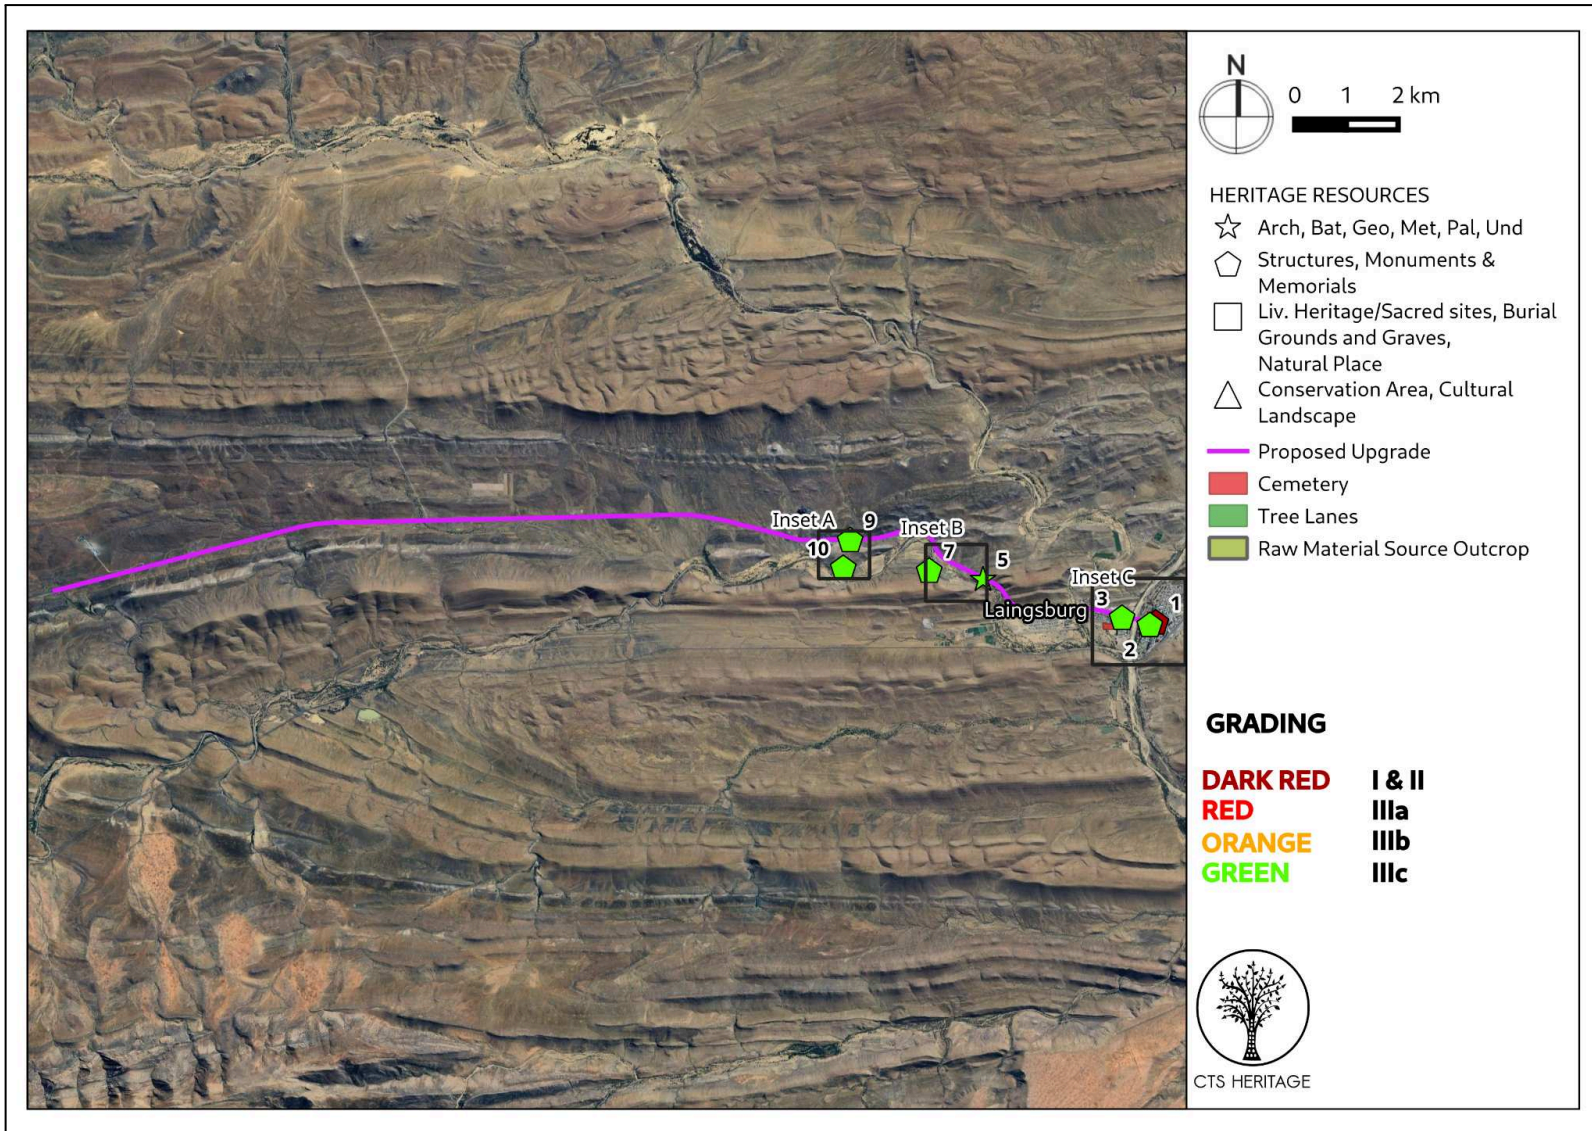 Inset A
9
10
Inset B
7
5
Inset C
Laingsburg
3
1
2
N
0 1 2 km
HERITAGE RESOURCES
Arch, Bat, Geo, Met, Pal, Und
Structures, Monuments &
Memorials
Liv. Heritage/Sacred sites, Burial
Grounds and Graves,
Natural Place
Conservation Area, Cultural
Landscape
Proposed Upgrade
Cemetery
Tree Lanes
Raw Material Source Outcrop
GRADING
DARK RED I & II
RED IIIa
ORANGE IIIb
GREEN IIIc
CTS HERITAGE